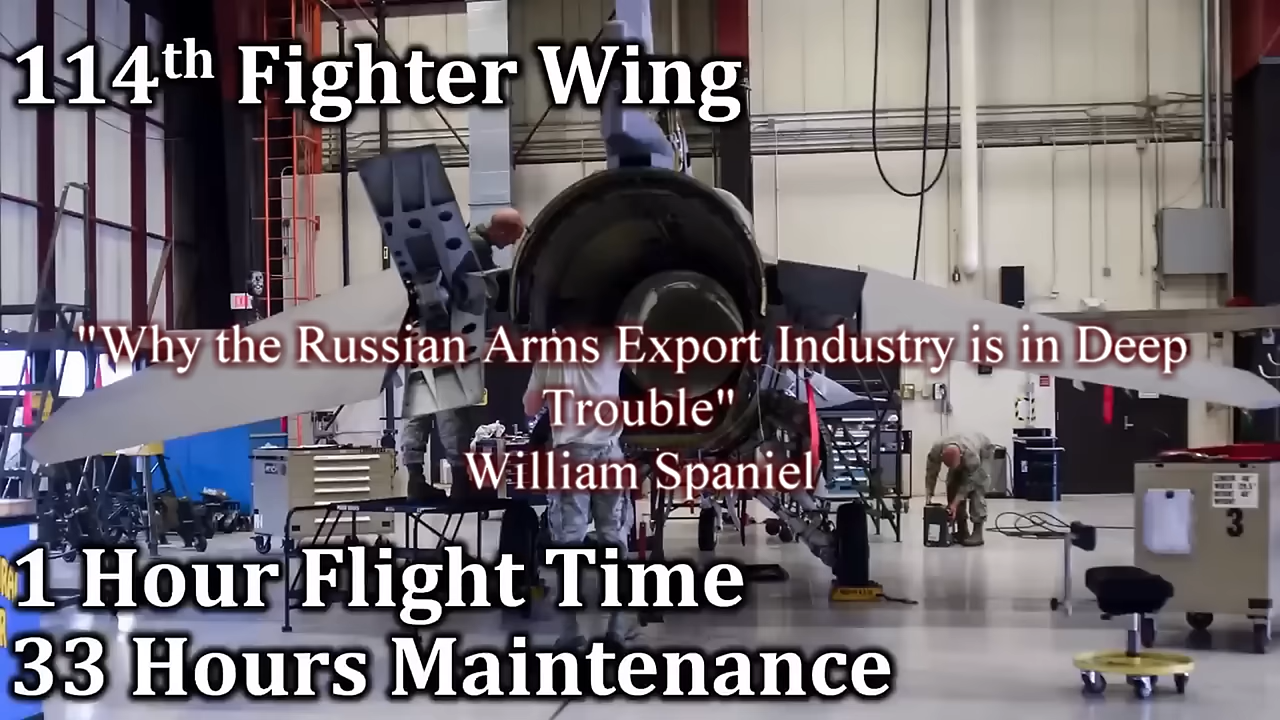 114th Fighter Wing
"Why the Russian Arms Export Industry is in Deep
Trouble"
William Spaniel
1 Hour Flight Time
33 Hours Maintenance
3